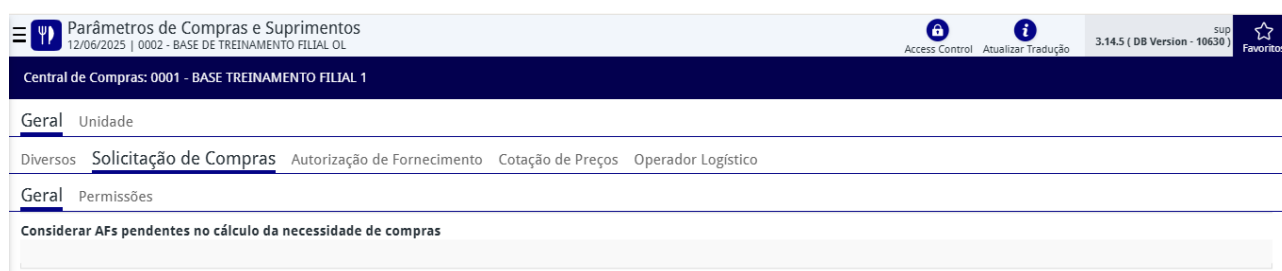 Parâmetros de Compras e Suprimentos
12/06/2025 | 0002 - BASE DE TREINAMENTO FILIAL OL
Access Control
Atualizar Tradução
sup
3.14.5 ( DB Version - 10630 )
Favoritos
Central de Compras: 0001 - BASE TREINAMENTO FILIAL 1
Geral Unidade
Diversos Solicitação de Compras Autorização de Fornecimento Cotação de Preços Operador Logístico
Geral Permissões
Considerar AFs pendentes no cálculo da necessidade de compras